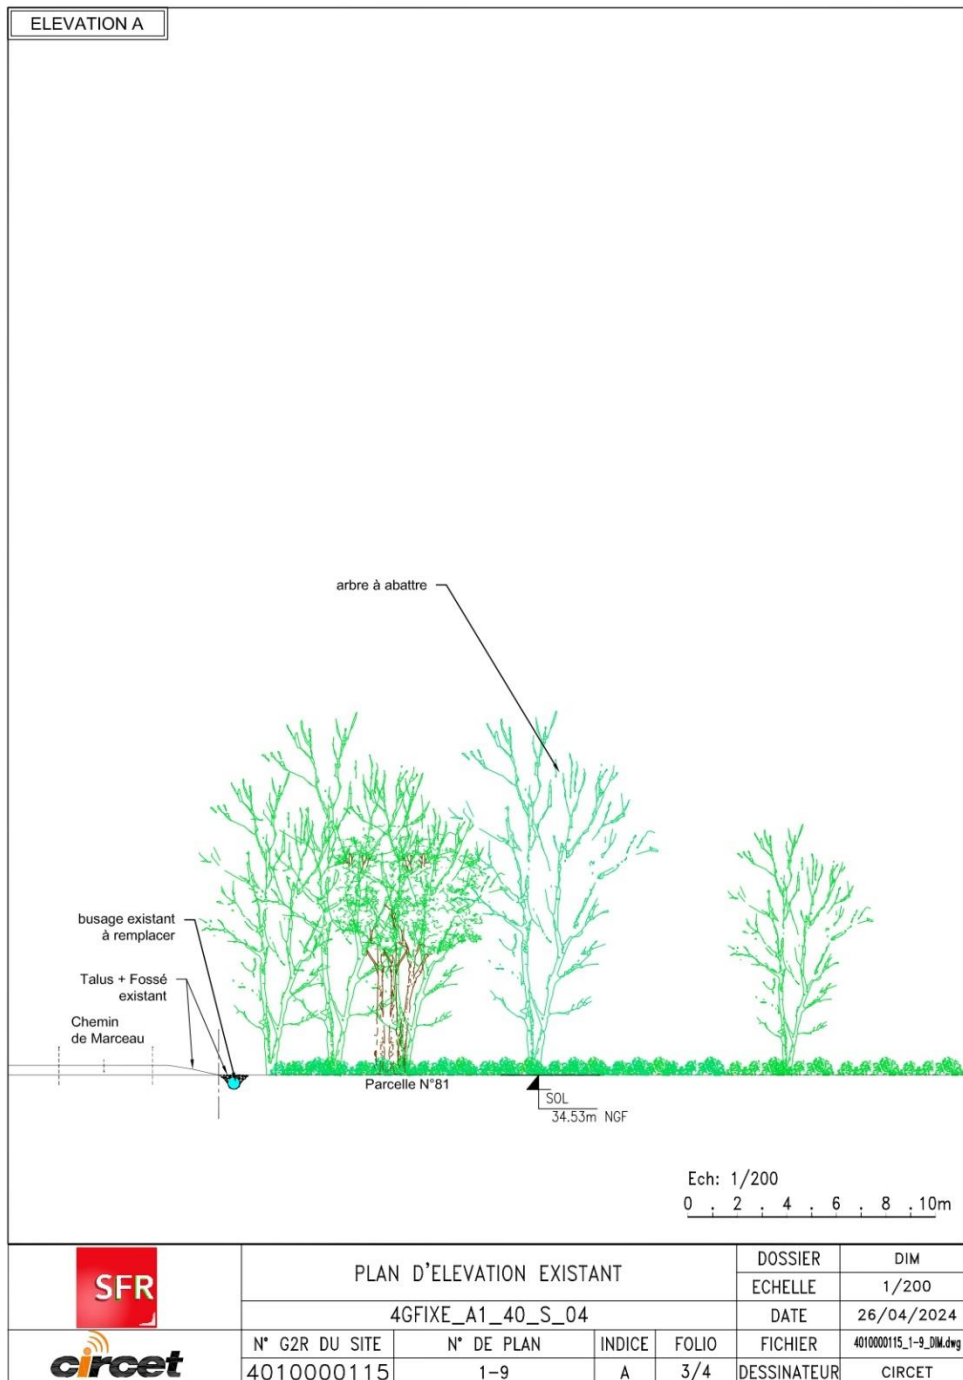 ELEVATION A
arbre à abattre
busage existant
à remplacer
Talus + Fossé
existant
Chemin
de Marceau
Parcelle N°81
SOL
34.53m NGF
Ech: 1/200
0 . 2 . 4 . 6 . 8 . 10m
SFR
circet
PLAN D'ELEVATION EXISTANT
4GFIXE_A1_40_S_04
N° G2R DU SITE
N° DE PLAN
INDICE
FOLIO
4010000115
1-9
A
3/4
DOSSIER
DIM
ECHELLE
1/200
DATE
26/04/2024
FICHIER
4010000115_1-9_DIM.dwg
DESSINATEUR
CIRCET